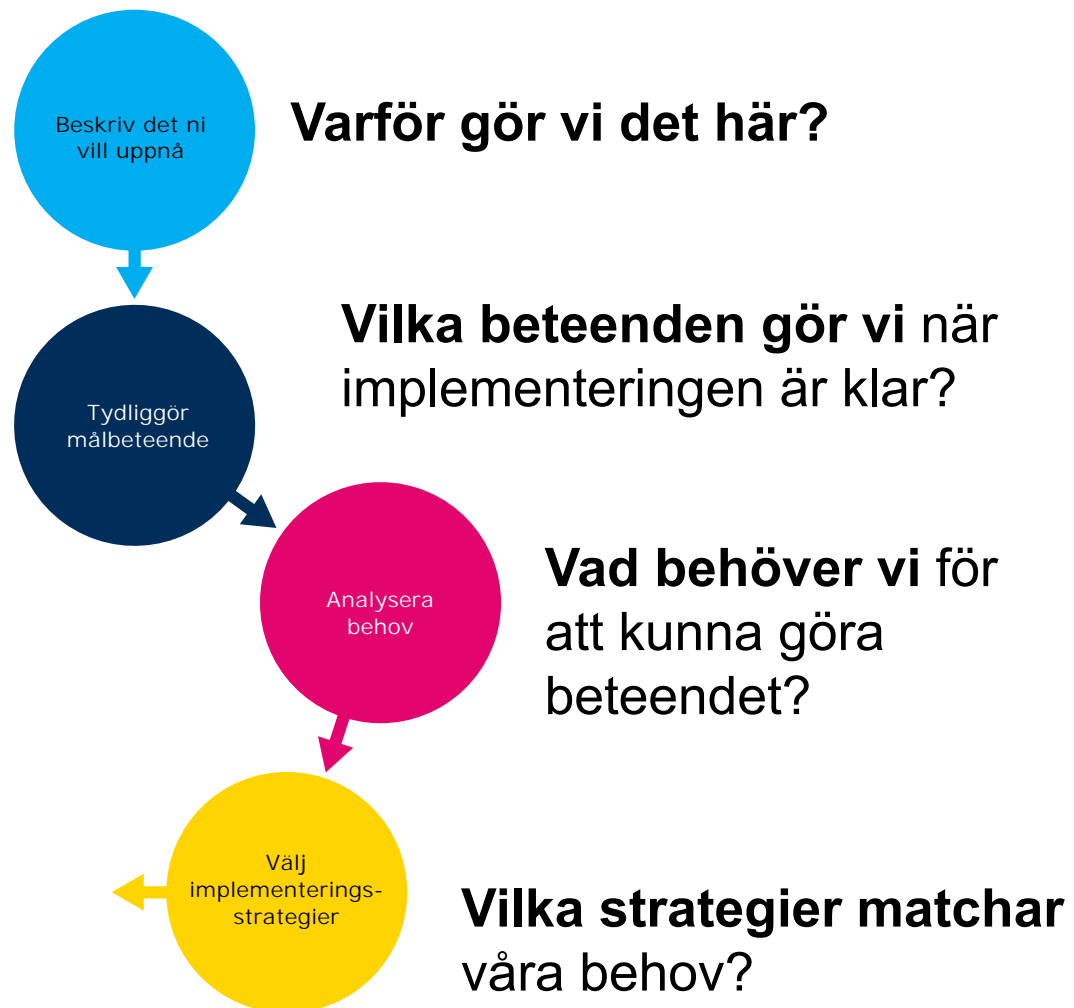 Beskriv det ni
vill uppnå
Varför gör vi det här?
Tydliggör
målbeteende
Vilka beteenden gör vi när
implementeringen är klar?
Analysera
behov
Vad behöver vi för
att kunna göra
beteendet?
Välj
implementerings-
strategier
Vilka strategier matchar
våra behov?